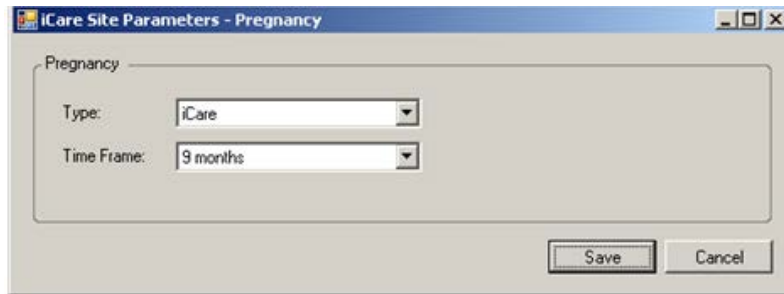 iCare Site Parameters - Pregnancy
Pregnancy
Type: iCare
Time Frame: 9 months
Save Cancel